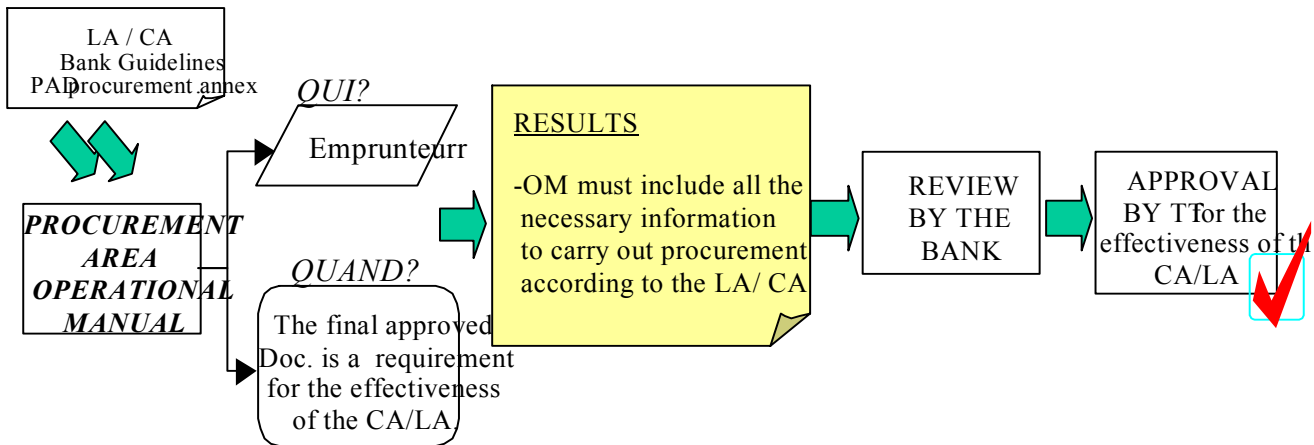 LA / CA
Bank Guidelines
PADprocurement annex
PROCUREMENT
AREA
OPERATIONAL
MANUAL
QUI?
Emprunteurr
QUAND?
The final approved
Doc. is a requirement
for the effectiveness
of the CA/LA.
RESULTS
-OM must include all the
necessary information
to carry out procurement
according to the LA/ CA
REVIEW
BY THE
BANK
APPROVAL
BY TT for the
effectiveness of th
CA/LA